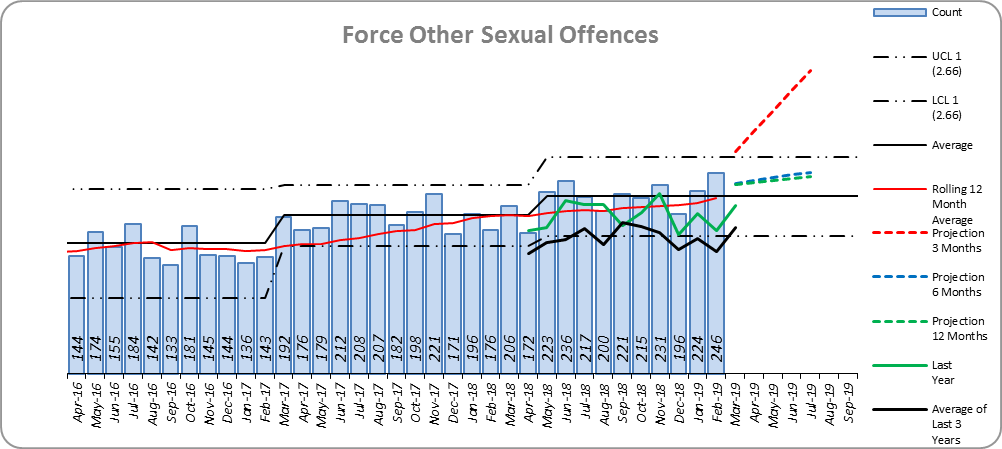 Force Other Sexual Offences
Count
UCL 1
(2.66)
LCL 1
(2.66)
Average
Rolling 12
Month
Average
Projection
3 Months
Projection
6 Months
Projection
12 Months
Last
Year
Average of
Last 3
Years
144
174
155
184
142
133
181
145
144
136
143
192
176
179
212
208
207
182
198
221
171
196
176
206
172
223
236
217
200
221
215
231
196
224
246
Apr-16
May-16
Jun-16
Jul-16
Aug-16
Sep-16
Oct-16
Nov-16
Dec-16
Jan-17
Feb-17
Mar-17
Apr-17
May-17
Jun-17
Jul-17
Aug-17
Sep-17
Oct-17
Nov-17
Dec-17
Jan-18
Feb-18
Mar-18
Apr-18
May-18
Jun-18
Jul-18
Aug-18
Sep-18
Oct-18
Nov-18
Dec-18
Jan-19
Feb-19
Mar-19
Apr-19
May-19
Jun-19
Jul-19
Aug-19
Sep-19